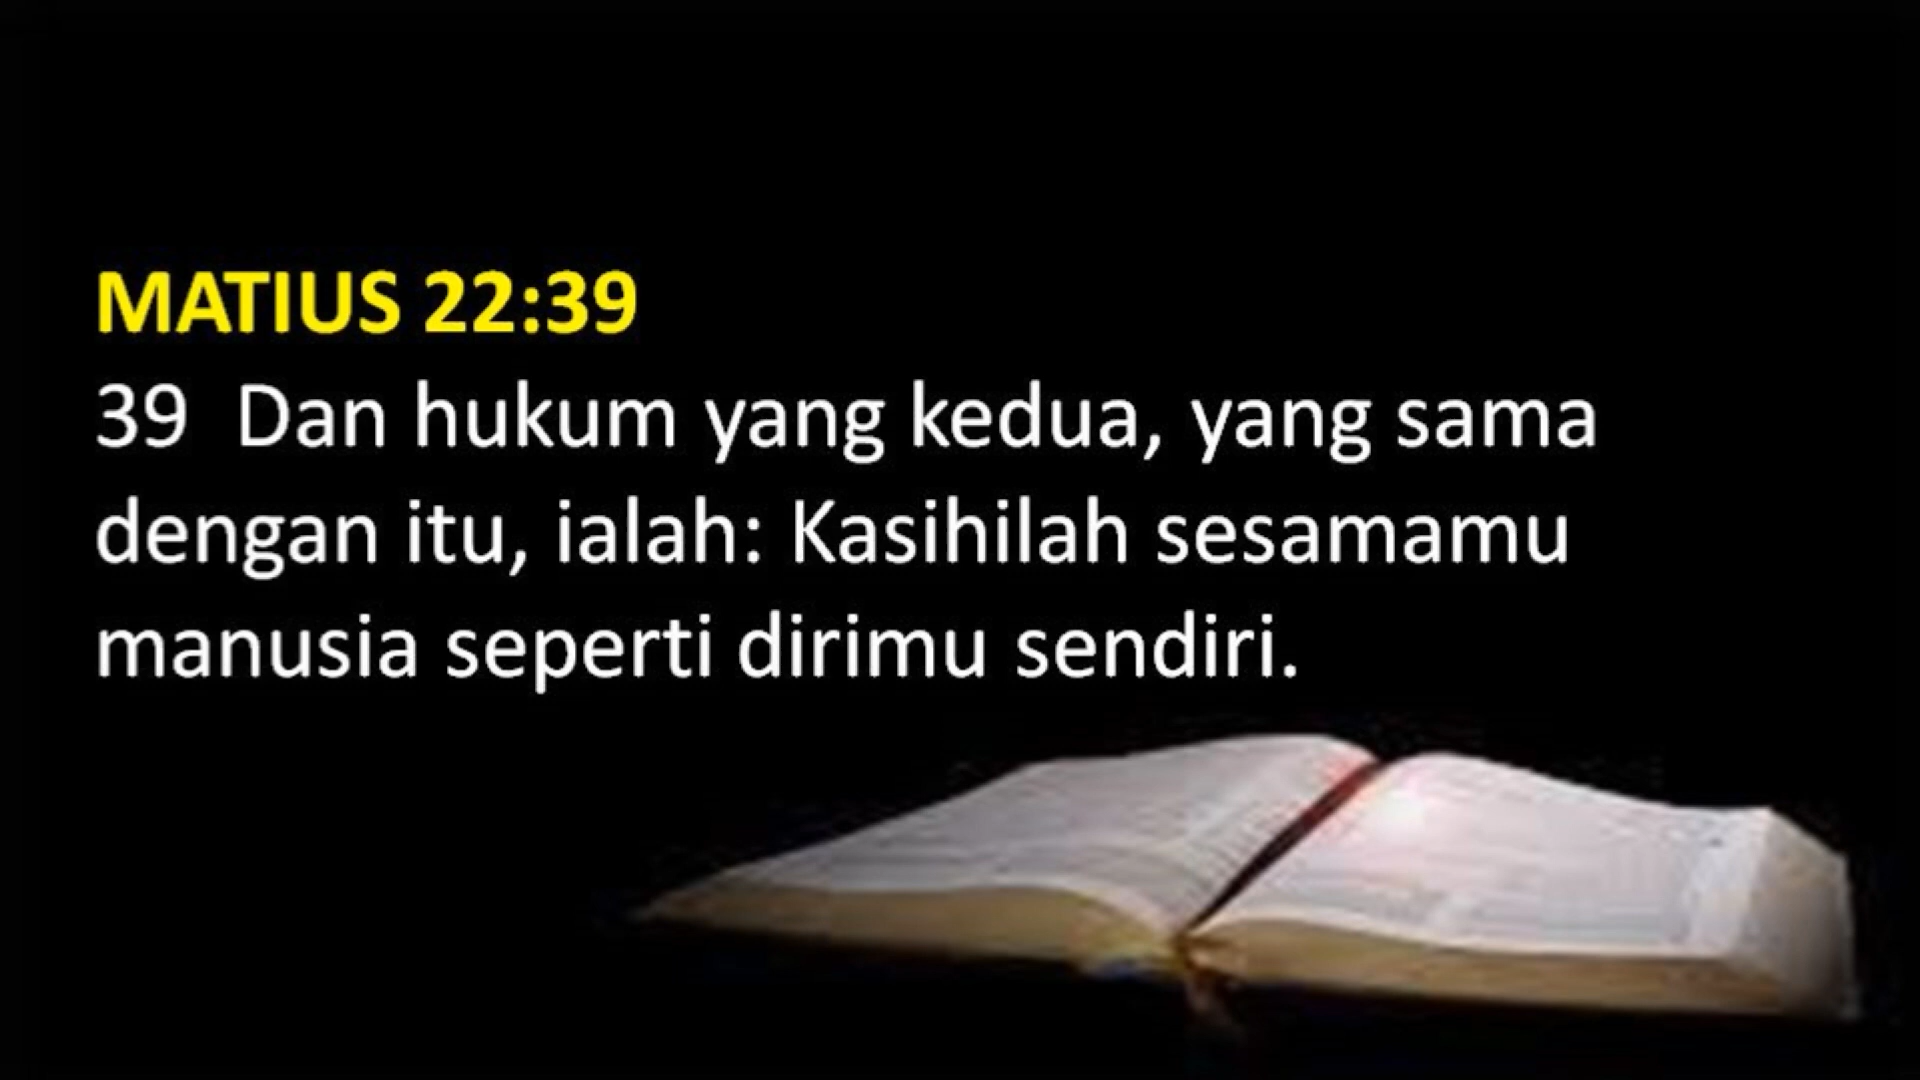 MATIUS 22:39
39 Dan hukum yang kedua, yang sama
dengan itu, ialah: Kasihilah sesamamu
manusia seperti dirimu sendiri.